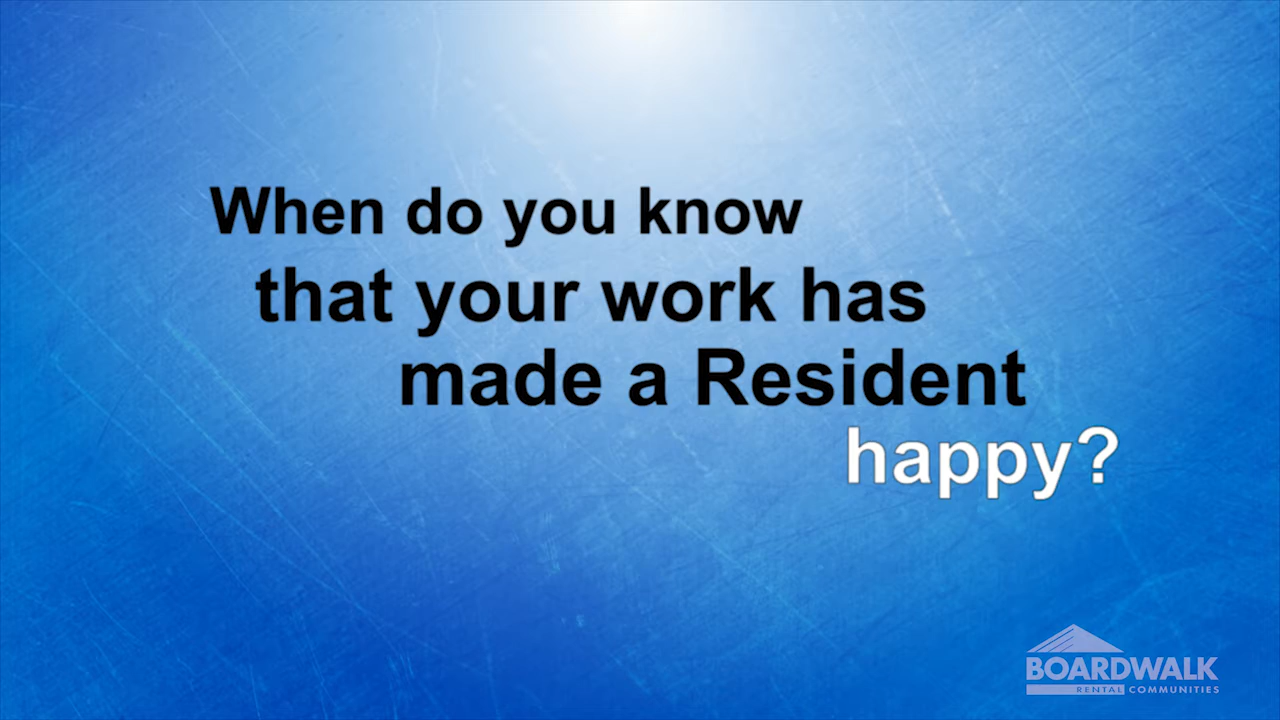 When do you know
that your work has
made a Resident
happy?
BOARDWALK
RENTAL COMMUNITIES